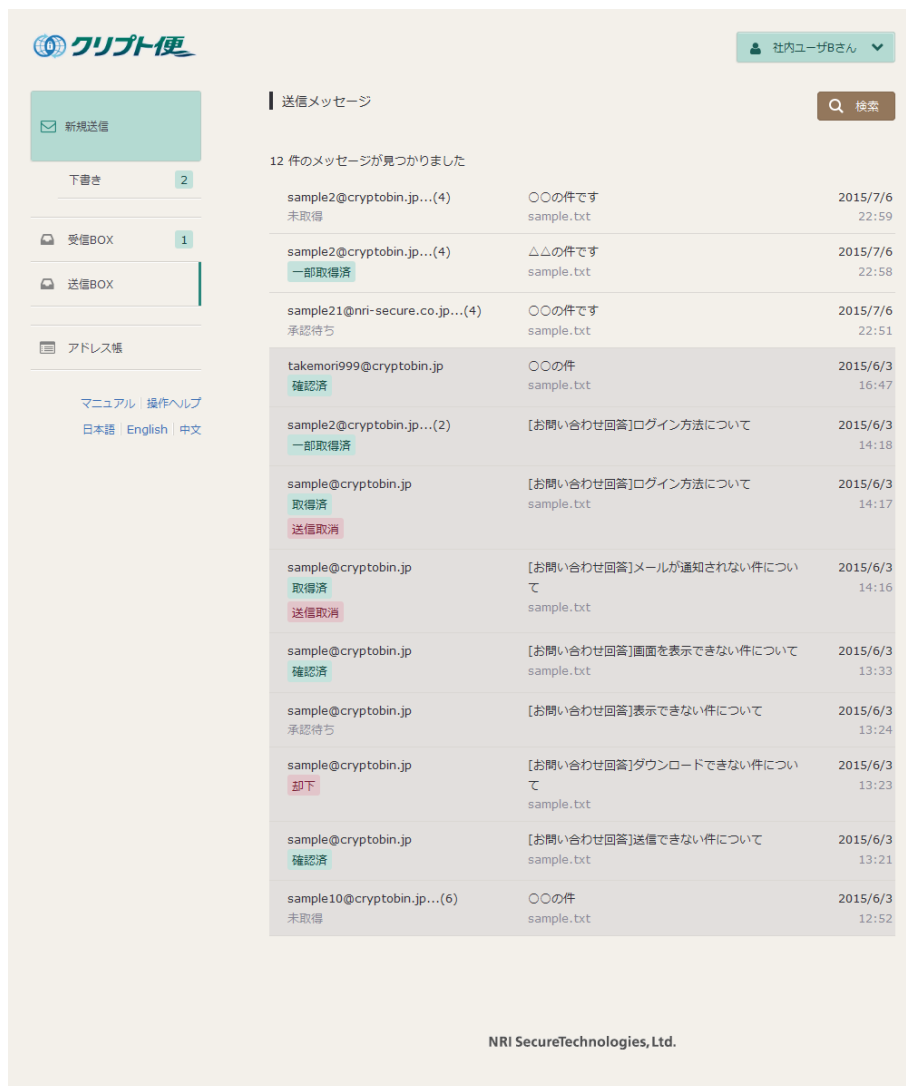 クリプト便
社内ユーザBさん
新規送信
下書き 2
受信BOX 1
送信BOX
アドレス帳
マニュアル 操作ヘルプ
日本語 English 中文
送信メッセージ
検索
12 件のメッセージが見つかりました
sample2@cryptobin.jp...(4) ○○の件です 2015/7/6
未取得 sample.txt 22:59
sample2@cryptobin.jp...(4) △△の件です 2015/7/6
一部取得済 sample.txt 22:58
sample21@nri-secure.co.jp...(4) ○○の件です 2015/7/6
承認待ち sample.txt 22:51
takemori999@cryptobin.jp ○○の件 2015/6/3
確認済 sample.txt 16:47
sample2@cryptobin.jp...(2) [お問い合わせ回答]ログイン方法について 2015/6/3
一部取得済 14:18
sample@cryptobin.jp [お問い合わせ回答]ログイン方法について 2015/6/3
取得済 sample.txt 14:17
送信取消
sample@cryptobin.jp [お問い合わせ回答]メールが通知されない件につい 2015/6/3
取得済 て 14:16
送信取消 sample.txt
sample@cryptobin.jp [お問い合わせ回答]画面を表示できない件について 2015/6/3
確認済 sample.txt 13:33
sample@cryptobin.jp [お問い合わせ回答]表示できない件について 2015/6/3
承認待ち 13:24
sample@cryptobin.jp [お問い合わせ回答]ダウンロードできない件につい 2015/6/3
却下 て 13:23
sample.txt
sample@cryptobin.jp [お問い合わせ回答]送信できない件について 2015/6/3
確認済 sample.txt 13:21
sample10@cryptobin.jp...(6) ○○の件 2015/6/3
未取得 sample.txt 12:52
NRI SecureTechnologies, Ltd.